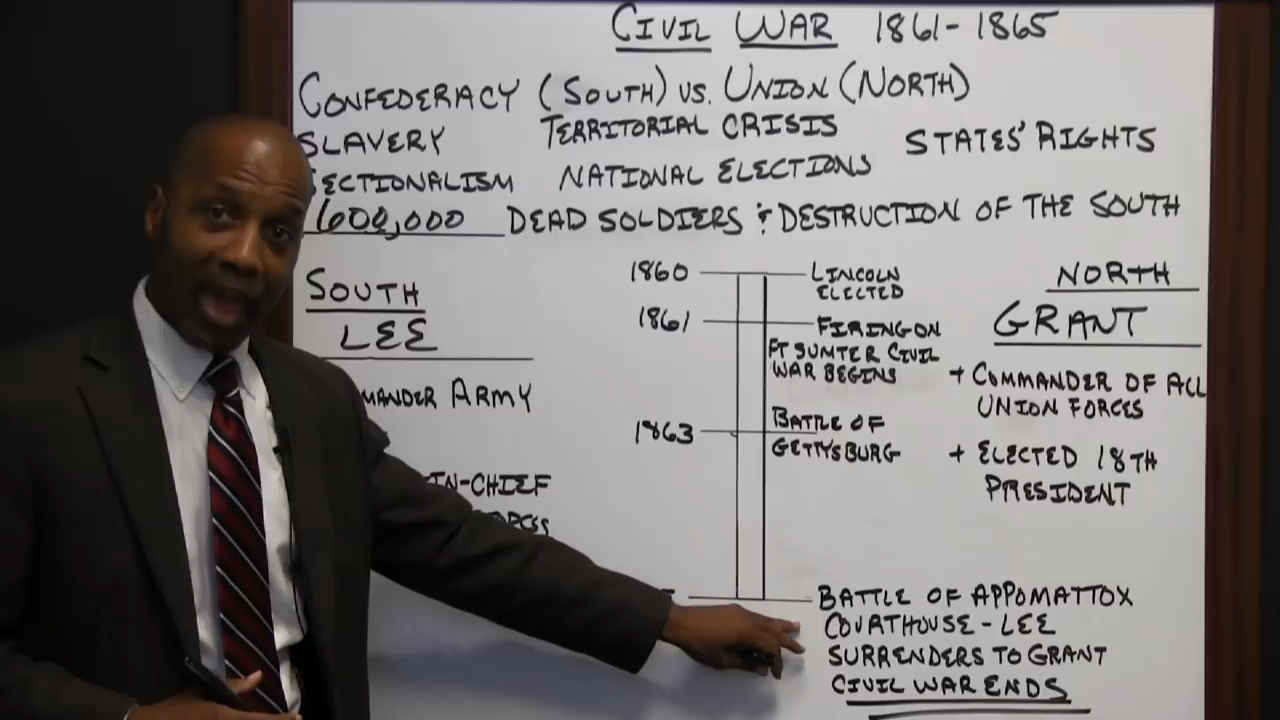 CIVIL WAR 1861-1865
CONFEDERACY (SOUTH) VS. UNION (NORTH)
SLAVERY TERRITORIAL CRISIS STATES' RIGHTS
SECTIONALISM NATIONAL ELECTIONS
600,000 DEAD SOLDIERS & DESTRUCTION OF THE SOUTH
SOUTH
LEE
MANDER ARMY
IN-CHIEF
1860 LINCOLN
ELECTED
1861 FIRING ON
FT SUMTER CIVIL
WAR BEGINS
1863 BATTLE OF
GETTYSBURG
BATTLE OF APPOMATTOX
COURTHOUSE - LEE
SURRENDERS TO GRANT
CIVIL WAR ENDS
NORTH
GRANT
+ COMMANDER OF ALL
UNION FORCES
+ ELECTED 18TH
PRESIDENT